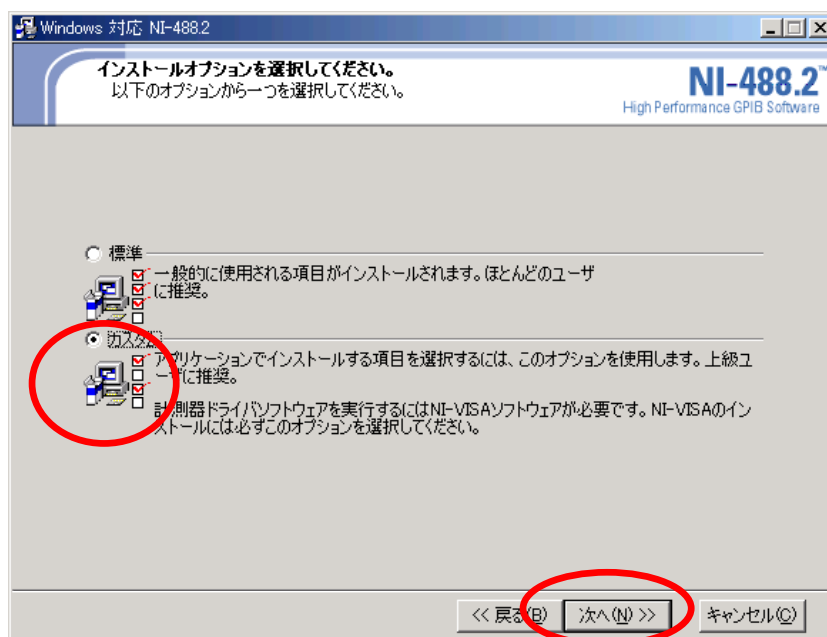 Windows 対応 NI-488.2
インストールオプションを選択してください。
以下のオプションから一つを選択してください。
NI-488.2™
High Performance GPIB Software
標準
一般的に使用される項目がインストールされます。ほとんどのユーザ
に推奨。
カスタム
アプリケーションでインストールする項目を選択するには、このオプションを使用します。上級ユ
ーザに推奨。
計測器ドライバソフトウェアを実行するにはNI-VISAソフトウェアが必要です。NI-VISAのイン
ストールには必ずこのオプションを選択してください。
<< 戻る(B)
次へ(N) >>
キャンセル(C)